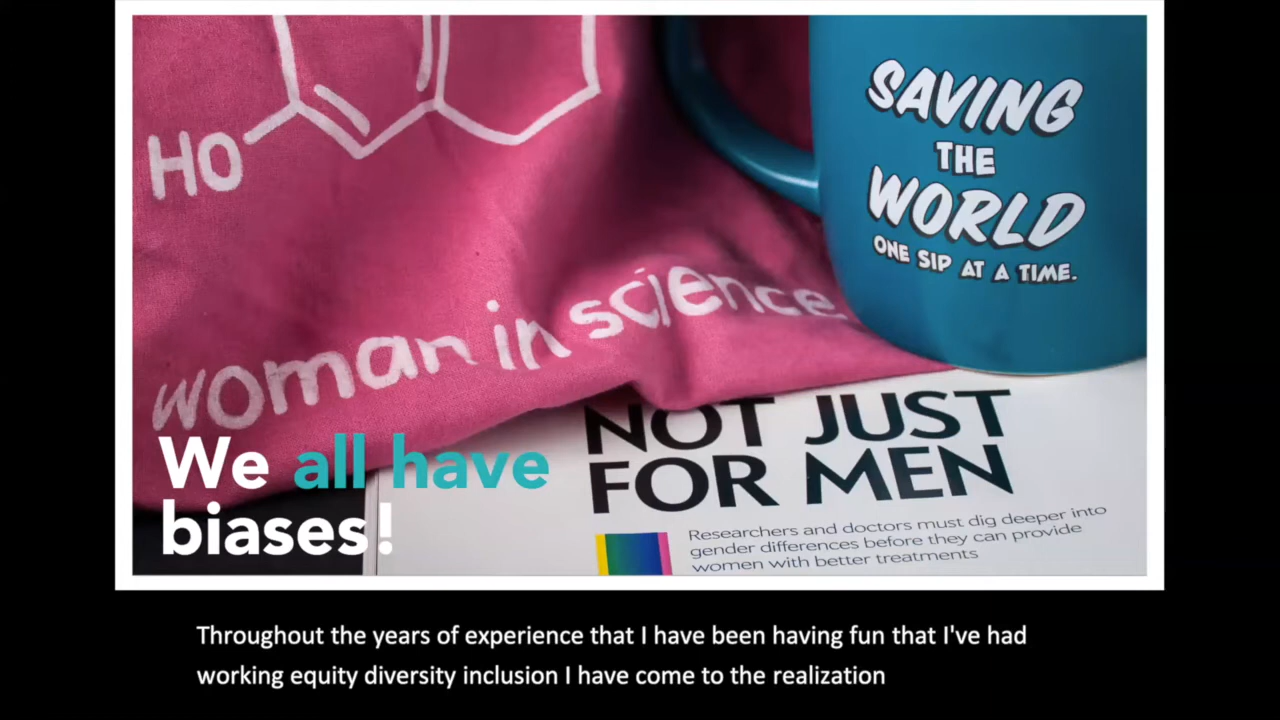 HO
SAVING
THE
WORLD
ONE SIP AT A TIME.
woman in science
We all have
biases!
NOT JUST
FOR MEN
Researchers and doctors must dig deeper into
gender differences before they can provide
women with better treatments
Throughout the years of experience that I have been having fun that I've had
working equity diversity inclusion I have come to the realization